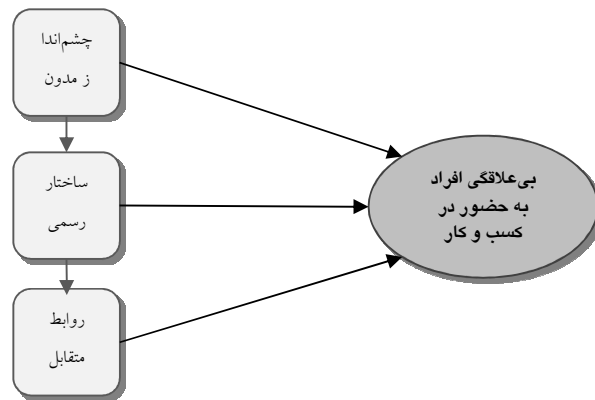 چشم‌اندا
ز مدون
ساختار
رسمی
روابط
متقابل
بی‌علاقگی افراد
به حضور در
کسب و کار